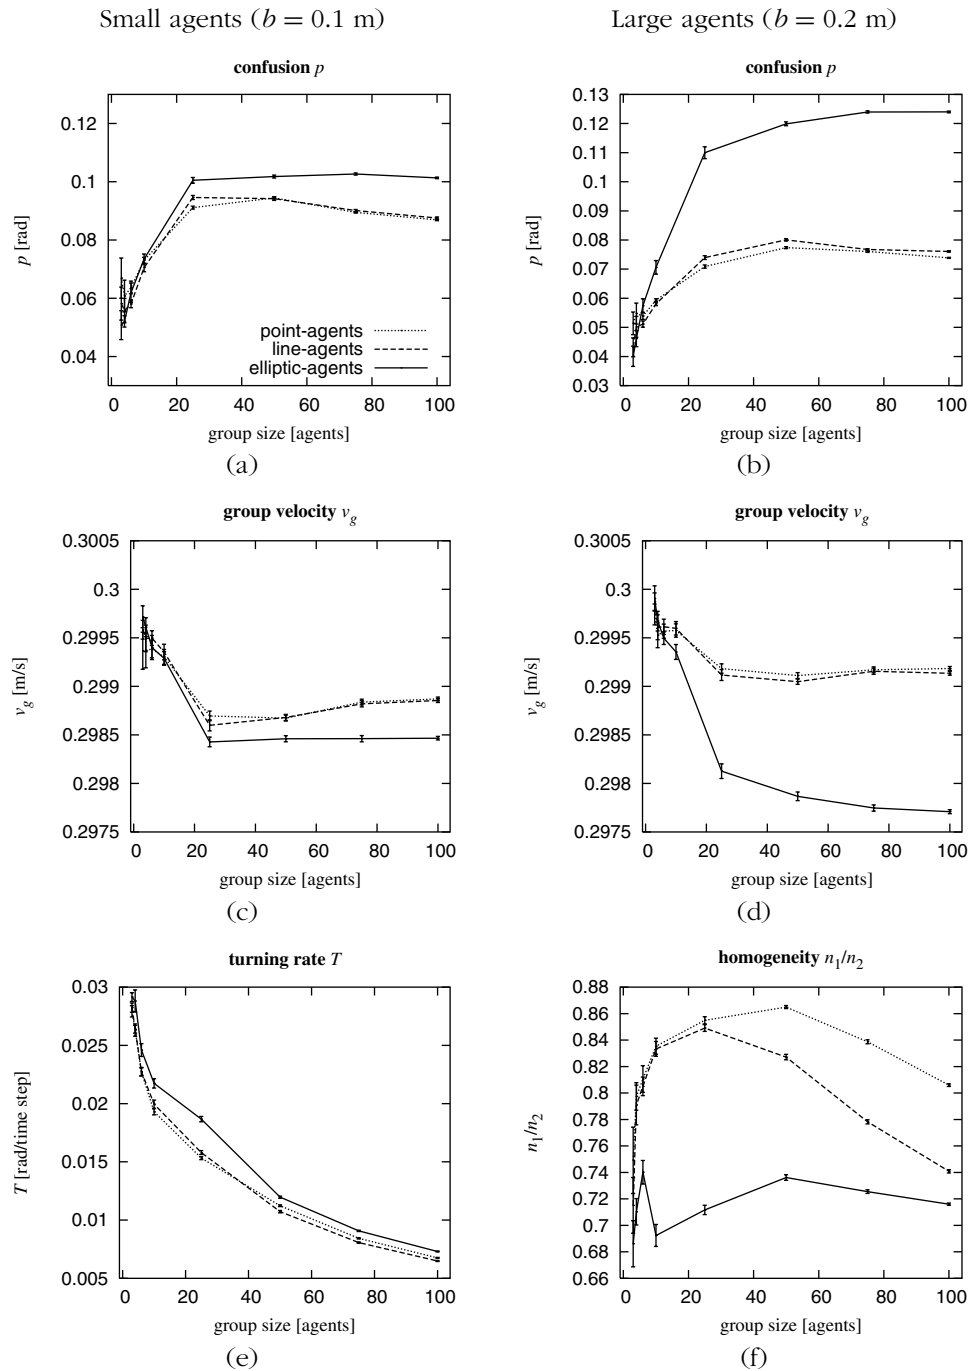 Small agents (b = 0.1 m)
Large agents (b = 0.2 m)
confusion p
0.12
0.1
0.08
0.06
0.04
p [rad]
point-agents
line-agents
elliptic-agents
0 20 40 60 80 100
group size [agents]
(a)
confusion p
0.13
0.12
0.11
0.1
0.09
0.08
0.07
0.06
0.05
0.04
0.03
p [rad]
0 20 40 60 80 100
group size [agents]
(b)
group velocity v_g
0.3005
0.3
0.2995
0.299
0.2985
0.298
0.2975
v_g [m/s]
0 20 40 60 80 100
group size [agents]
(c)
group velocity v_g
0.3005
0.3
0.2995
0.299
0.2985
0.298
0.2975
v_g [m/s]
0 20 40 60 80 100
group size [agents]
(d)
turning rate T
0.03
0.025
0.02
0.015
0.01
0.005
T [rad/time step]
0 20 40 60 80 100
group size [agents]
(e)
homogeneity n_1/n_2
0.88
0.86
0.84
0.82
0.8
0.78
0.76
0.74
0.72
0.7
0.68
0.66
n_1/n_2
0 20 40 60 80 100
group size [agents]
(f)